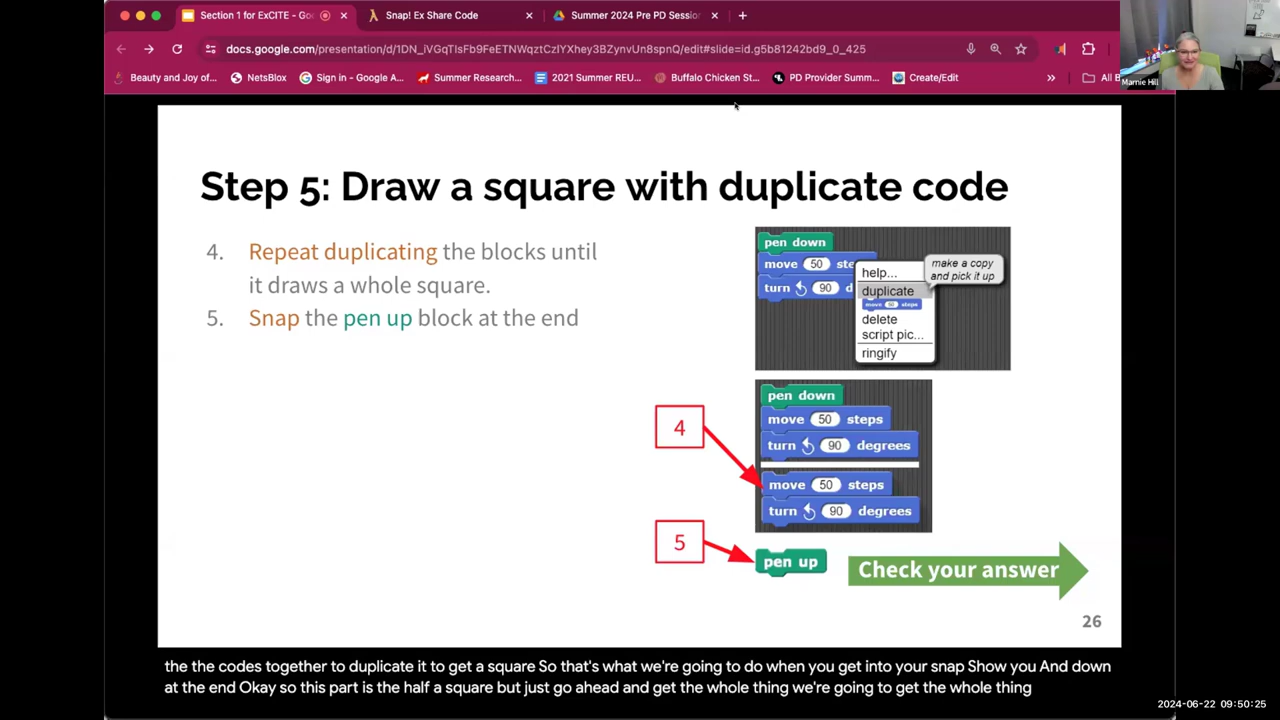 Section 1 for ExCITE - Goo
Snap! Ex Share Code
Summer 2024 Pre PD Sessio
docs.google.com/presentation/d/1DN_iVGqTIsFb9FeETNWqztCzIYXhey3BZynvUn8spnQ/edit#slide=id.g5b81242bd9_0_425
Beauty and Joy of...
NetsBlox
Sign in - Google A...
Summer Research...
2021 Summer REU...
Buffalo Chicken St...
PD Provider Summ...
Create/Edit
All B
Marnie Hill
Step 5: Draw a square with duplicate code
4. Repeat duplicating the blocks until
it draws a whole square.
5. Snap the pen up block at the end
pen down
move 50 ste
turn 90 d
help...
duplicate
move 50 steps
delete
script pic...
ringify
make a copy
and pick it up
pen down
move 50 steps
turn 90 degrees
4
move 50 steps
turn 90 degrees
5
pen up
Check your answer
26
the the codes together to duplicate it to get a square So that's what we're going to do when you get into your snap Show you And down
at the end Okay so this part is the half a square but just go ahead and get the whole thing we're going to get the whole thing
2024-06-22 09:50:25